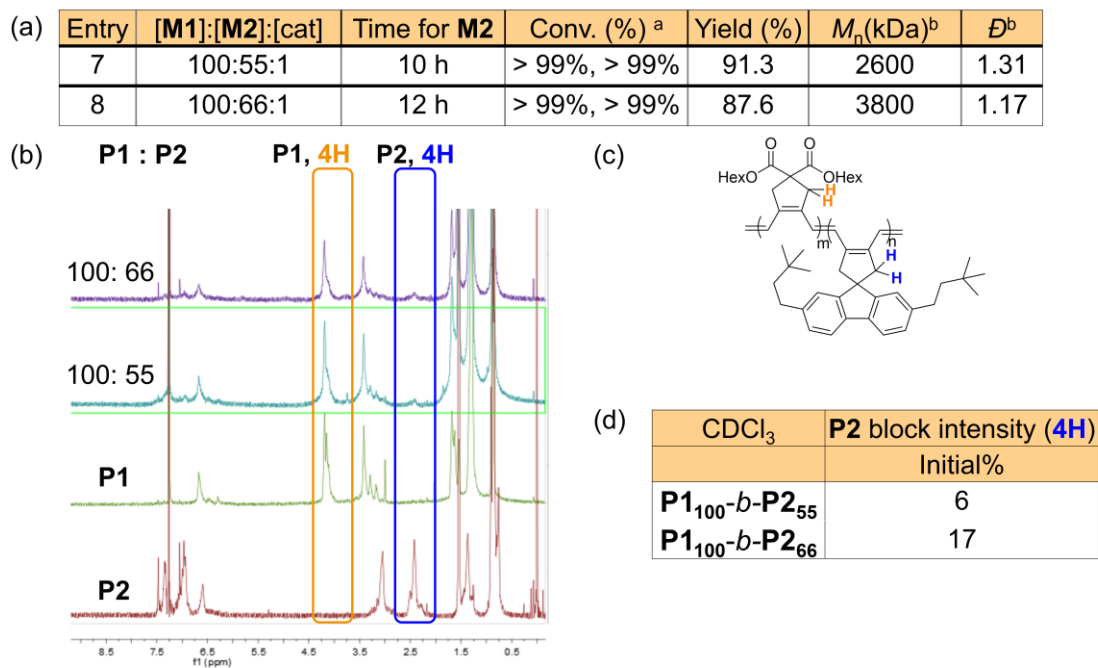 (a)
Entry [M1]:[M2]:[cat] Time for M2 Conv. (%) a Yield (%) Mn(kDa)b Đb
7 100:55:1 10 h > 99%, > 99% 91.3 2600 1.31
8 100:66:1 12 h > 99%, > 99% 87.6 3800 1.17
(b) P1 : P2 P1, 4H P2, 4H
100: 66
100: 55
P1
P2
8.5 7.5 6.5 5.5 4.5 3.5 2.5 1.5 0.5
f1 (ppm)
(c)
O O
HexO OHex
H
H
m n
H
H
(d)
CDCl3 P2 block intensity (4H)
Initial%
P1100-b-P255 6
P1100-b-P266 17